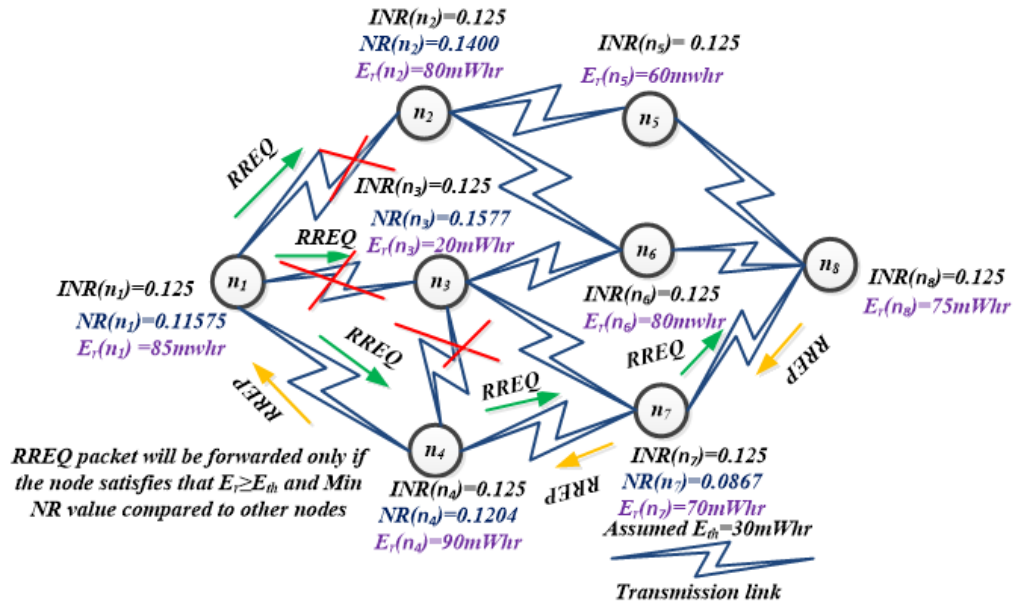 INR(n₂)=0.125
NR(n₂)=0.1400
Eᵣ(n₂)=80mWhr
n₂
INR(n₅)= 0.125
Eᵣ(n₅)=60mwhr
n₅
RREQ
INR(n₃)=0.125
NR(n₃)=0.1577
Eᵣ(n₃)=20mWhr
RREQ
n₁
n₃
n₆
n₈
INR(n₁)=0.125
NR(n₁)=0.11575
Eᵣ(n₁) =85mwhr
INR(n₆)=0.125
Eᵣ(n₆)=80mwhr
INR(n₈)=0.125
Eᵣ(n₈)=75mWhr
RREQ
RREQ
RREP
RREP
RREQ
n₇
n₄
RREP
RREQ packet will be forwarded only if
the node satisfies that Eᵣ≥Eₜₕ and Min
NR value compared to other nodes
INR(n₄)=0.125
NR(n₄)=0.1204
Eᵣ(n₄)=90mWhr
INR(n₇)=0.125
NR(n₇)=0.0867
Eᵣ(n₇)=70mWhr
Assumed Eₜₕ=30mWhr
Transmission link